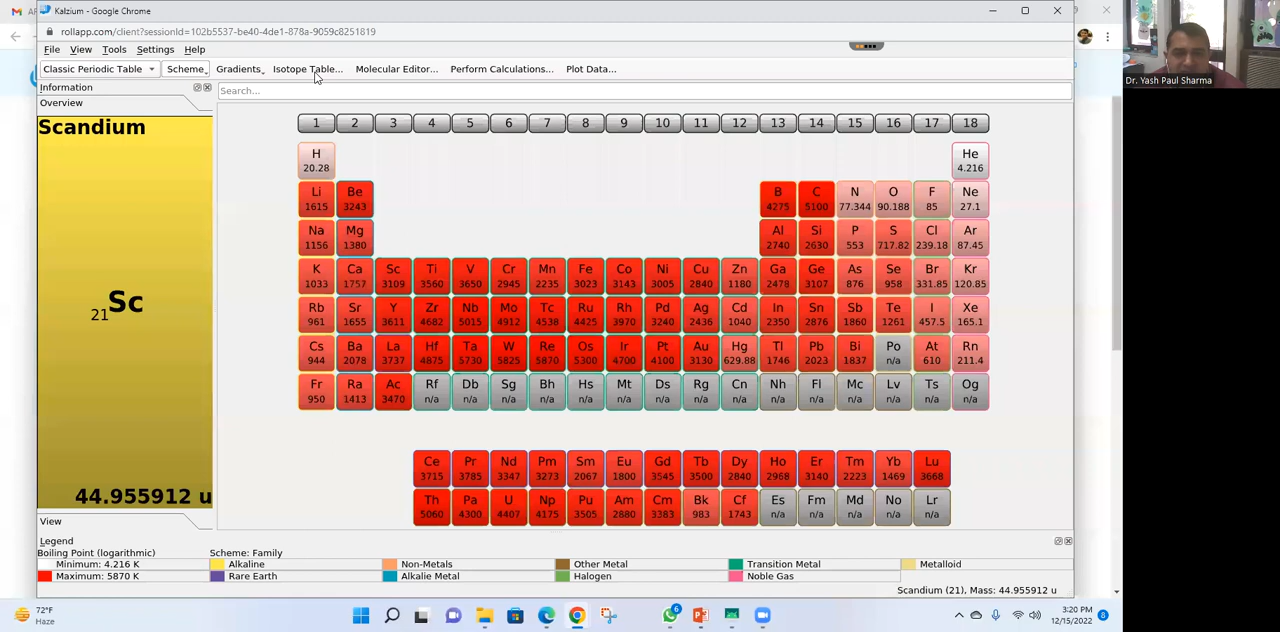 Kalzium - Google Chrome
rollapp.com/client?sessionId=102b5537-be40-4de1-878a-9059c8251819
File View Tools Settings Help
Classic Periodic Table Scheme Gradients Isotope Table... Molecular Editor... Perform Calculations... Plot Data...
Information
Search...
Overview
Scandium
21Sc
44.955912 u
View
1 2 3 4 5 6 7 8 9 10 11 12 13 14 15 16 17 18
H He
20.28 4.216
Li Be B C N O F Ne
1615 3243 4275 5100 77.344 90.188 85 27.1
Na Mg Al Si P S Cl Ar
1156 1380 2740 2630 553 717.82 239.18 87.45
K Ca Sc Ti V Cr Mn Fe Co Ni Cu Zn Ga Ge As Se Br Kr
1033 1757 3109 3560 3650 2945 2235 3023 3143 3005 2840 1180 2478 3107 876 958 331.85 120.85
Rb Sr Y Zr Nb Mo Tc Ru Rh Pd Ag Cd In Sn Sb Te I Xe
961 1655 3611 4682 5015 4912 4538 4425 3970 3240 2436 1040 2350 2876 1860 1261 457.5 165.1
Cs Ba La Hf Ta W Re Os Ir Pt Au Hg Tl Pb Bi Po At Rn
944 2078 3737 4875 5730 5825 5870 5300 4700 4100 3130 629.88 1746 2023 1837 n/a 610 211.4
Fr Ra Ac Rf Db Sg Bh Hs Mt Ds Rg Cn Nh Fl Mc Lv Ts Og
950 1413 3470 n/a n/a n/a n/a n/a n/a n/a n/a n/a n/a n/a n/a n/a n/a n/a
Ce Pr Nd Pm Sm Eu Gd Tb Dy Ho Er Tm Yb Lu
3715 3785 3347 3273 2067 1800 3545 3500 2840 2968 3140 2223 1469 3668
Th Pa U Np Pu Am Cm Bk Cf Es Fm Md No Lr
5060 4300 4407 4175 3505 2880 3383 983 1743 n/a n/a n/a n/a n/a
Legend
Boiling Point (logarithmic) Scheme: Family
Minimum: 4.216 K Alkaline Non-Metals Other Metal Transition Metal Metalloid
Maximum: 5870 K Rare Earth Alkalie Metal Halogen Noble Gas
Scandium (21), Mass: 44.955912 u
Dr. Yash Paul Sharma
72°F
Haze
6
3:20 PM
12/15/2022
8